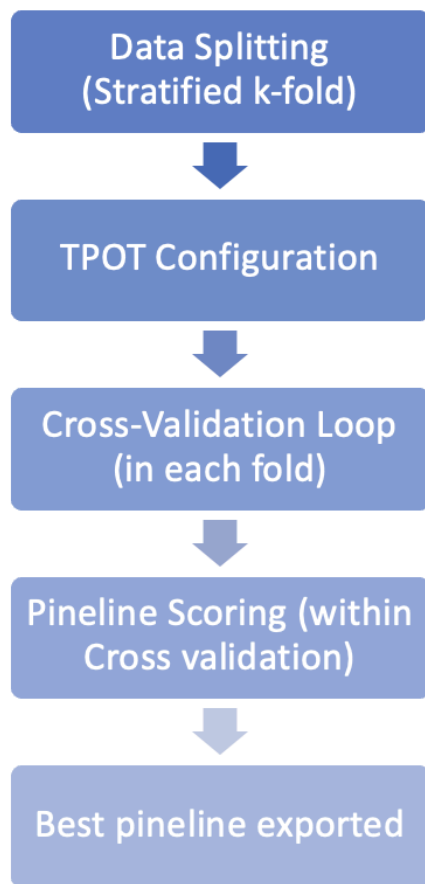 Data Splitting
(Stratified k-fold)
TPOT Configuration
Cross-Validation Loop
(in each fold)
Pineline Scoring (within
Cross validation)
Best pineline exported